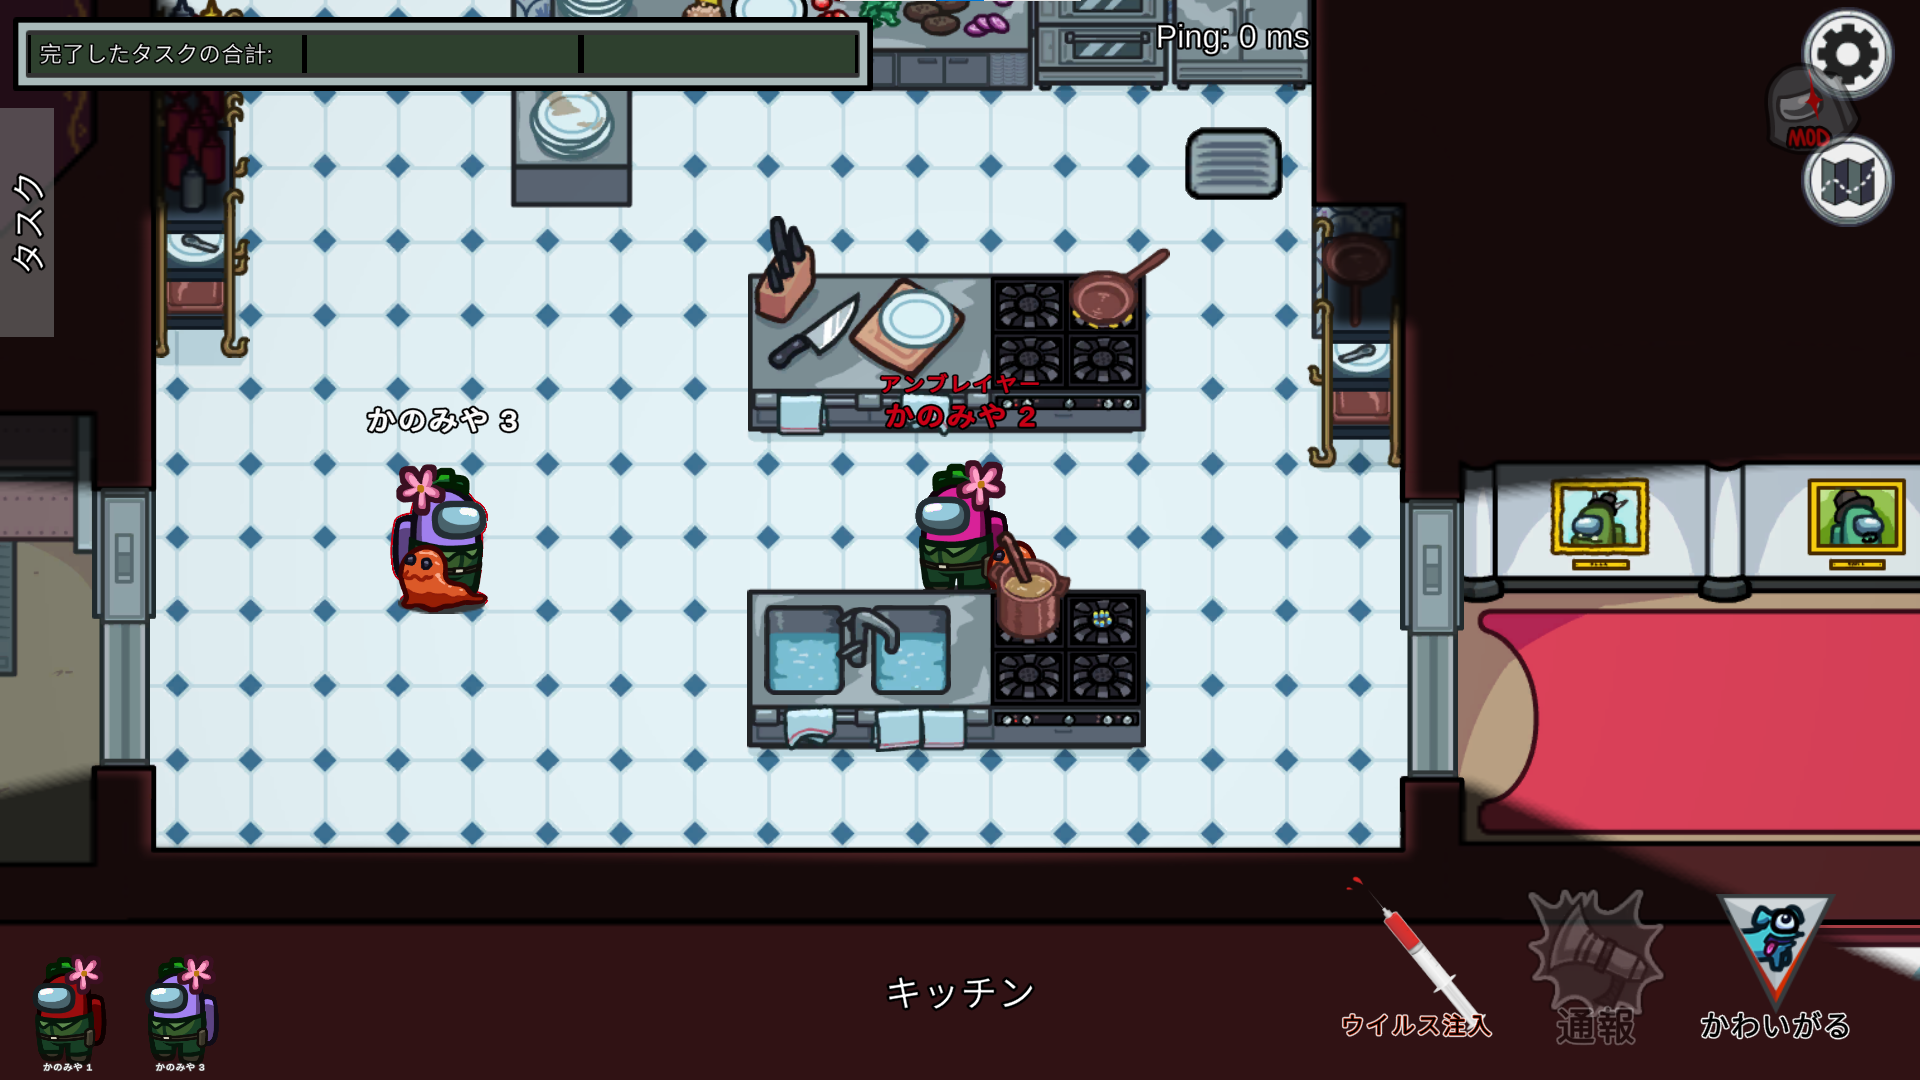 完了したタスクの合計:
Ping: 0 ms
MOD
タスク
アンブレイヤー
かのみや 2
かのみや 3
キッチン
ウイルス注入
通報
かわいがる
かのみや 1
かのみや 3